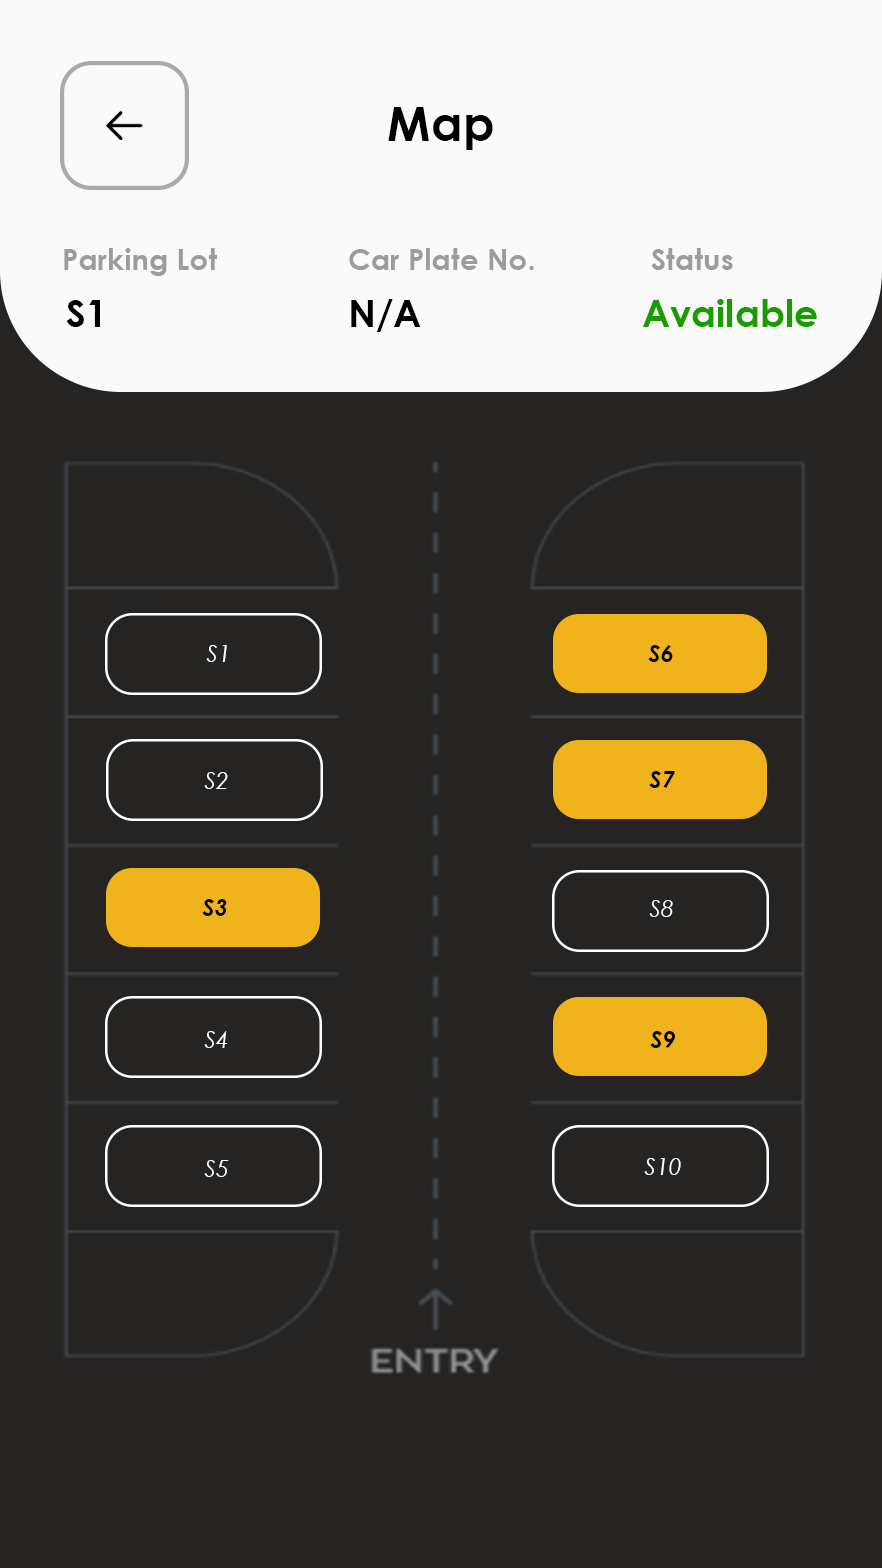 Map
Parking Lot Car Plate No. Status
S1 N/A Available
S1 S6
S2 S7
S3 S8
S4 S9
S5 S10
ENTRY